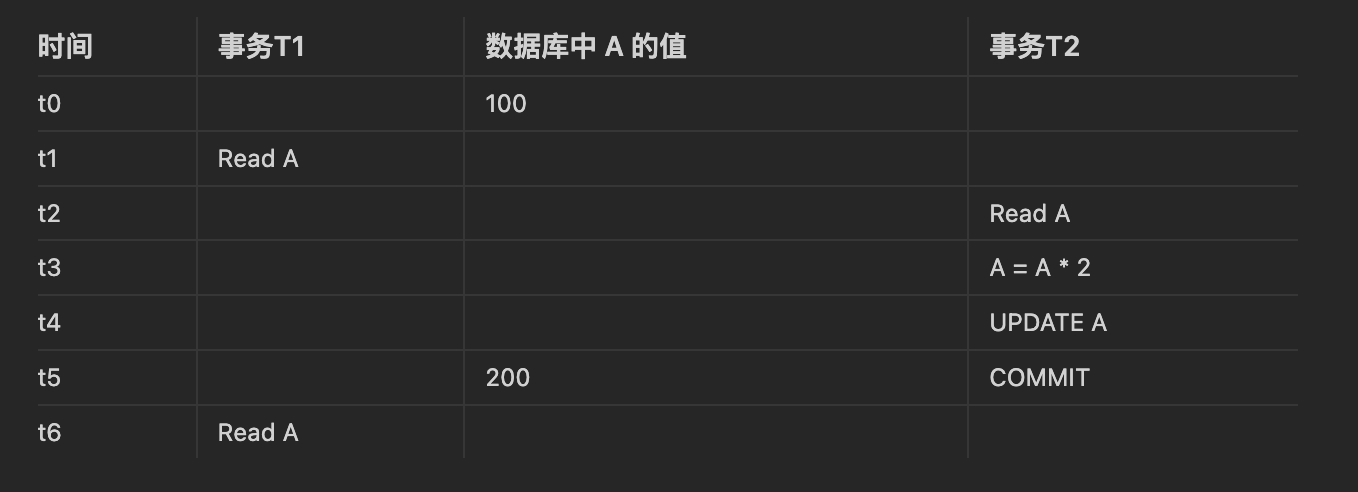 时间 事务T1 数据库中 A 的值 事务T2
t0 100
t1 Read A
t2 Read A
t3 A = A * 2
t4 UPDATE A
t5 200 COMMIT
t6 Read A